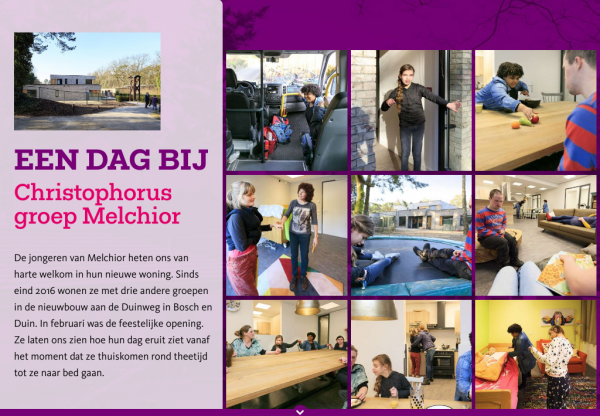 EEN DAG BIJ
Christophorus
groep Melchior
De jongeren van Melchior heten ons van
harte welkom in hun nieuwe woning. Sinds
eind 2016 wonen ze met drie andere groepen
in de nieuwbouw aan de Duinweg in Bosch en
Duin. In februari was de feestelijke opening.
Ze laten ons zien hoe hun dag eruit ziet vanaf
het moment dat ze thuiskomen rond theetijd
tot ze naar bed gaan.